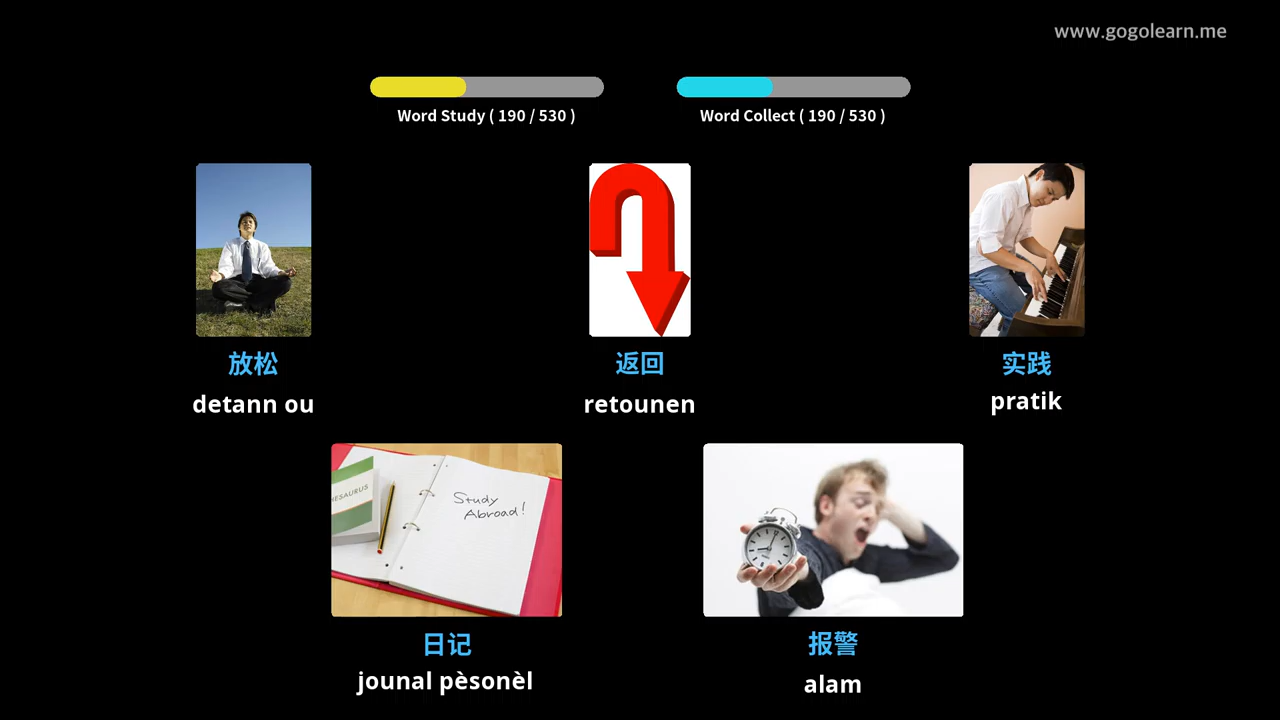 www.gogolearn.me
Word Study ( 190 / 530 )
Word Collect ( 190 / 530 )
放松
返回
实践
detann ou
retounen
pratik
ESAURUS
Study
Abroad!
日记
报警
jounal pèsonèl
alam